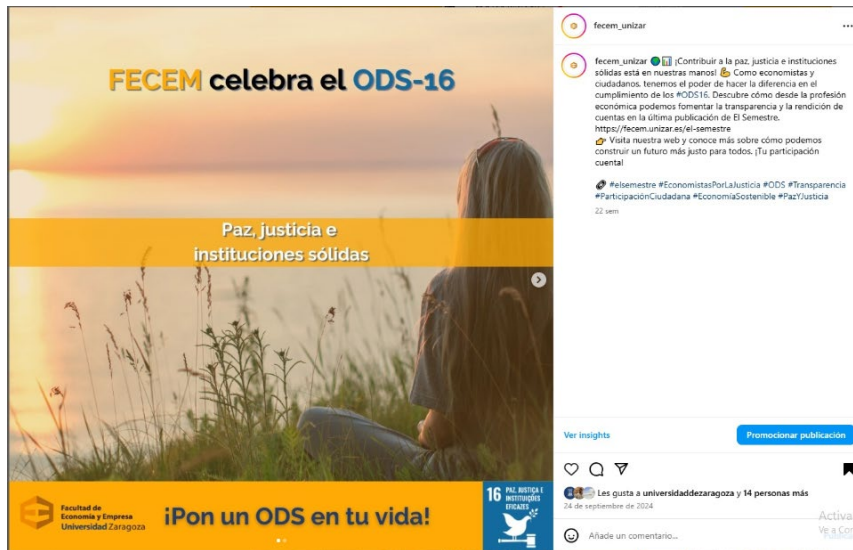 FECEM celebra el ODS-16
Paz, justicia e
instituciones sólidas
Facultad de
Economía y Empresa
Universidad Zaragoza
¡Pon un ODS en tu vida!
16 PAZ, JUSTIÇA E
INSTITUIÇÕES
EFICAZES
fecem_unizar
fecem_unizar 🌍📊 ¡Contribuir a la paz, justicia e instituciones
sólidas está en nuestras manos! 💪 Como economistas y
ciudadanos, tenemos el poder de hacer la diferencia en el
cumplimiento de los #ODS16. Descubre cómo desde la profesión
económica podemos fomentar la transparencia y la rendición de
cuentas en la última publicación de El Semestre.
https://fecem.unizar.es/el-semestre
👉 Visita nuestra web y conoce más sobre cómo podemos
construir un futuro más justo para todos. ¡Tu participación
cuenta!
🔗 #elsemestre #EconomistasPorLaJusticia #ODS #Transparencia
#ParticipaciónCiudadana #EconomíaSostenible #PazYJusticia
22 sem
Ver insights
Promocionar publicación
Les gusta a universidaddezaragoza y 14 personas más
24 de septiembre de 2024
Activa
Ve a Con
Añade un comentario...